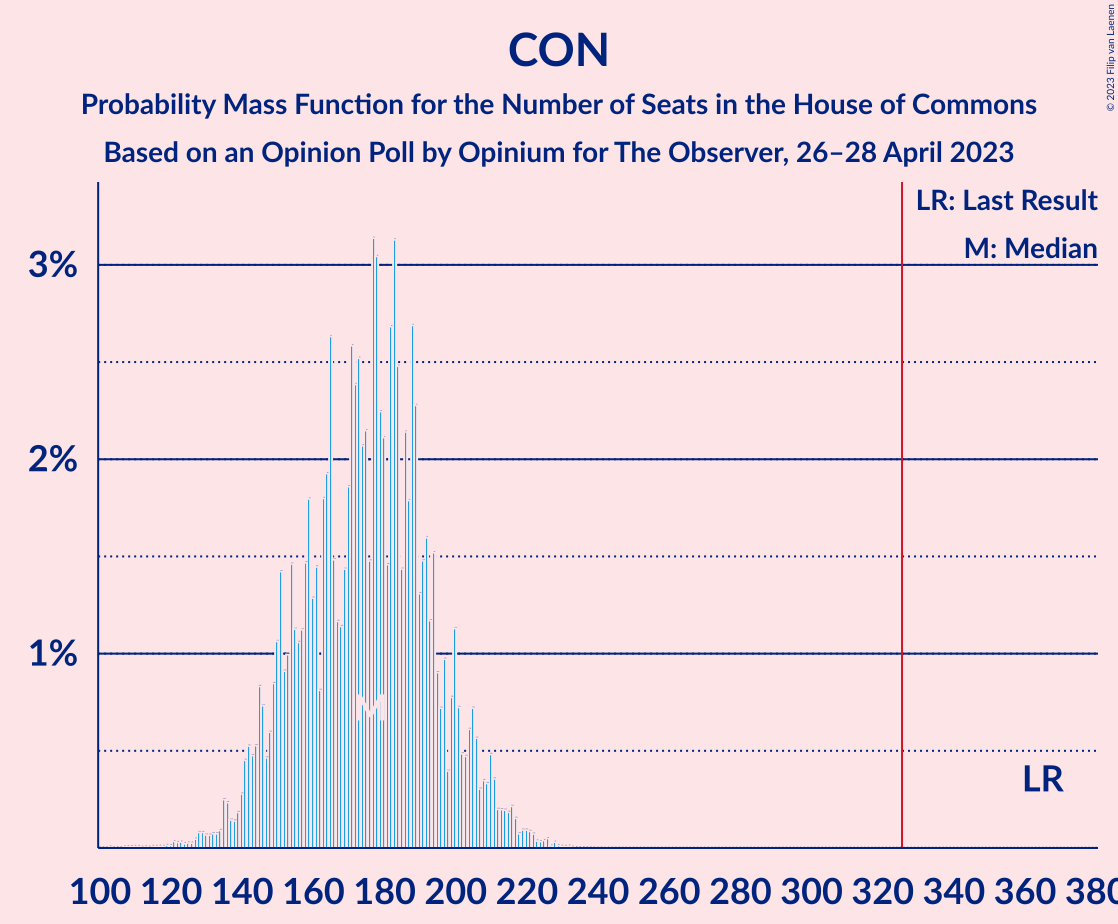 CON
Probability Mass Function for the Number of Seats in the House of Commons
Based on an Opinion Poll by Opinium for The Observer, 26–28 April 2023
© 2023 Filip van Laenen
LR: Last Result
M: Median
3%
2%
1%
M
LR
100 120 140 160 180 200 220 240 260 280 300 320 340 360 380